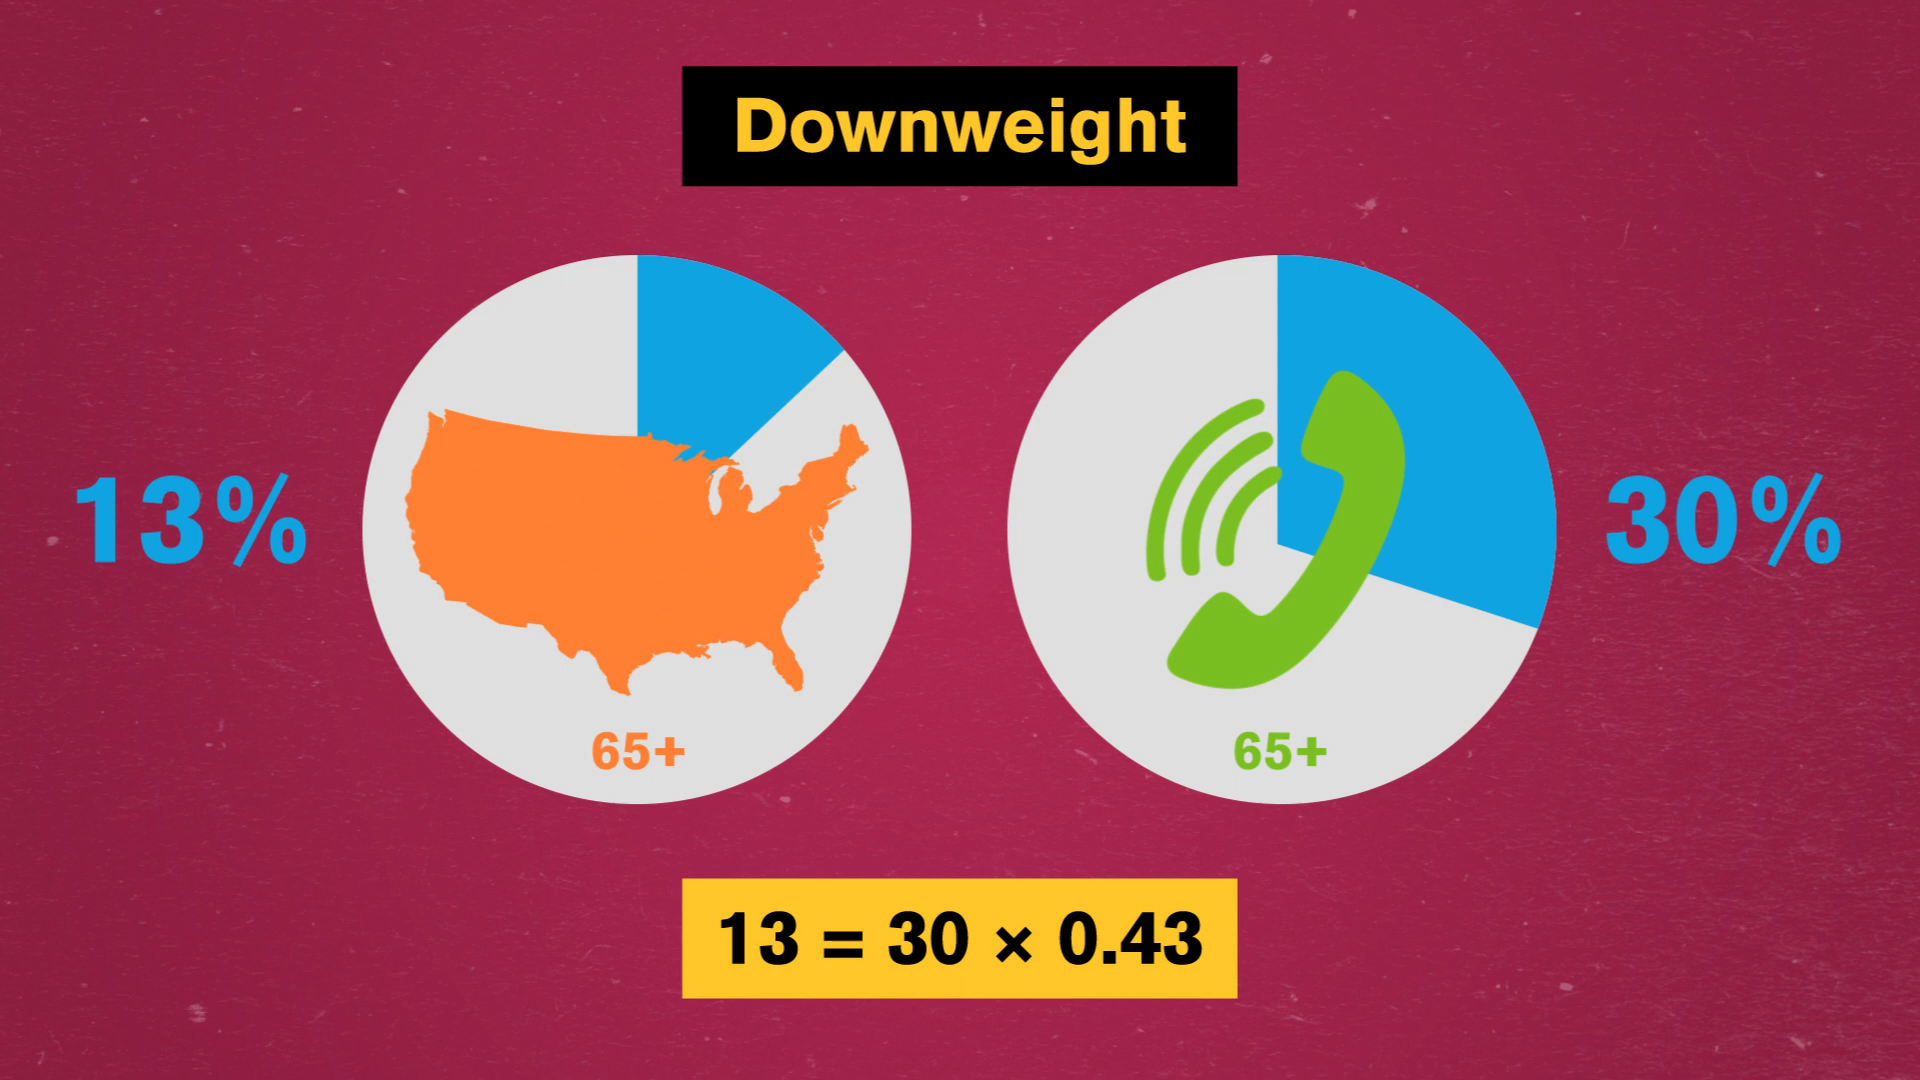 Downweight
13%
30%
65+
65+
13 = 30 × 0.43